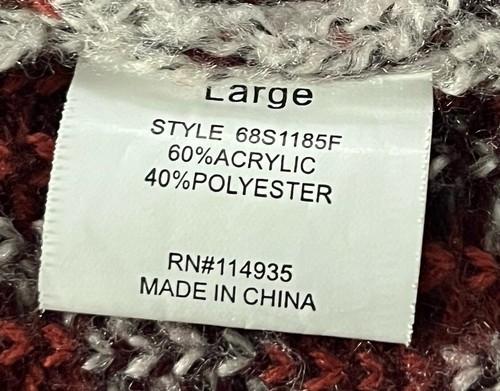 Large
STYLE 68S1185F
60%ACRYLIC
40%POLYESTER
RN#114935
MADE IN CHINA